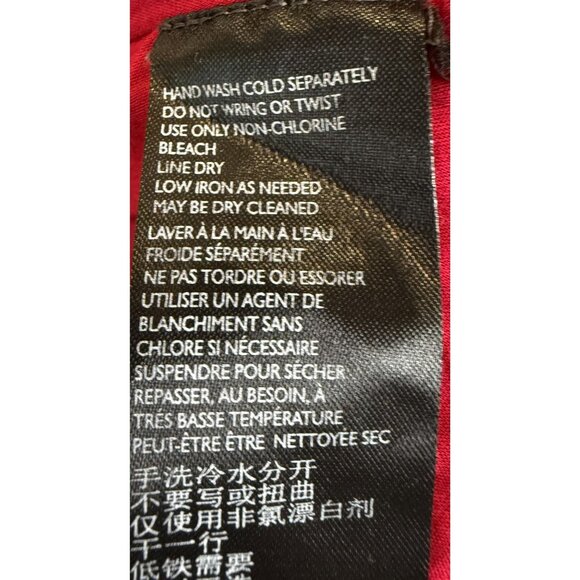 HAND WASH COLD SEPARATELY
DO NOT WRING OR TWIST
USE ONLY NON-CHLORINE
BLEACH
LINE DRY
LOW IRON AS NEEDED
MAY BE DRY CLEANED
LAVER À LA MAIN À L'EAU
FROIDE SÉPARÉMENT
NE PAS TORDRE OU ESSORER
UTILISER UN AGENT DE
BLANCHIMENT SANS
CHLORE SI NÉCESSAIRE
SUSPENDRE POUR SÉCHER
REPASSER, AU BESOIN, À
TRÈS BASSE TEMPÉRATURE
PEUT-ÊTRE ÊTRE NETTOYÉE SEC
手洗冷水分开
不要写或扭曲
仅使用非氯漂白剂
干一行
低铁需要